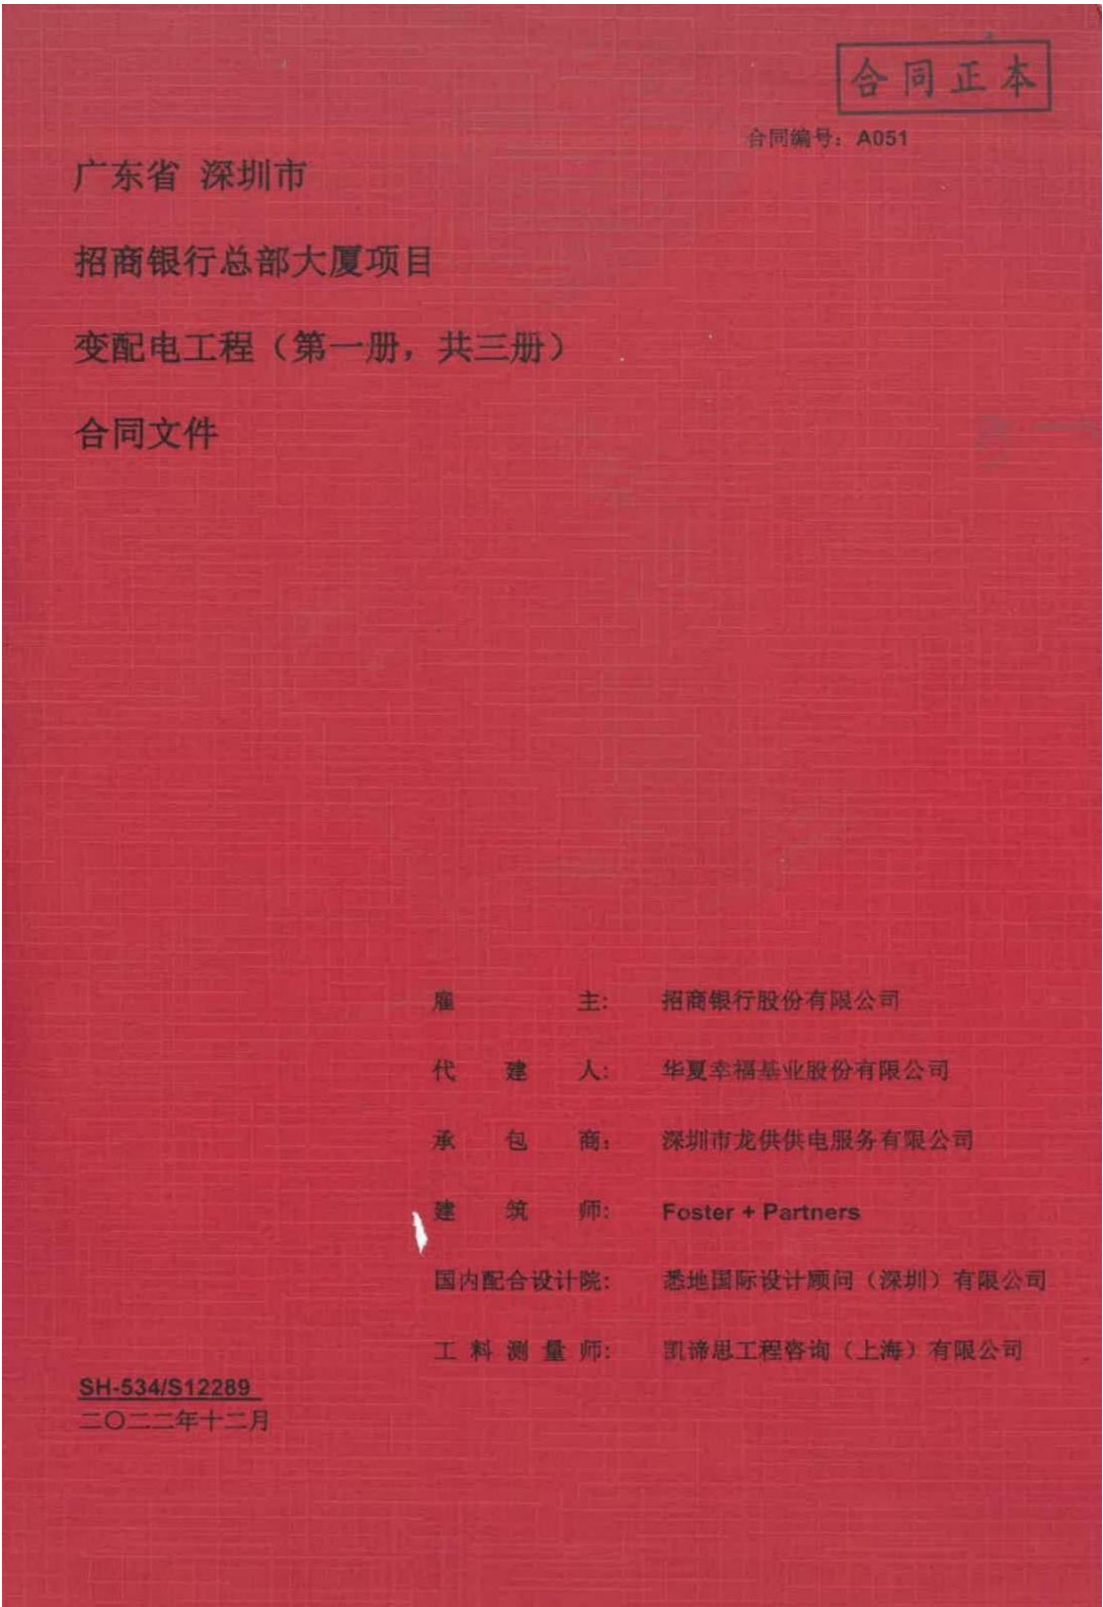 合同正本
合同编号：A051
广东省 深圳市
招商银行总部大厦项目
变配电工程（第一册，共三册）
合同文件
雇主: 招商银行股份有限公司
代建人: 华夏幸福基业股份有限公司
承包商: 深圳市龙供供电服务有限公司
建筑师: Foster + Partners
国内配合设计院: 悉地国际设计顾问（深圳）有限公司
工料测量师: 凯谛思工程咨询（上海）有限公司
SH-534/S12289
二〇二二年十二月